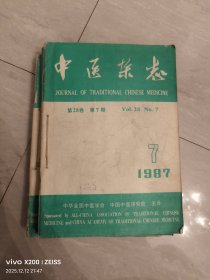 中医杂志
JOURNAL OF TRADITIONAL CHINESE MEDICINE
第28卷 第7期 Vol.28 No.7
7
1987
中华全国中医学会 中国中医研究院 主办
Sponsored by ALL-CHINA ASSOCIATION OF TRADITIONAL CHINESE
MEDICINE and CHINA ACADEMY OF TRADITIONAL CHINESE MEDICINE
vivo X200 | ZEISS
2025.12.12 21:47